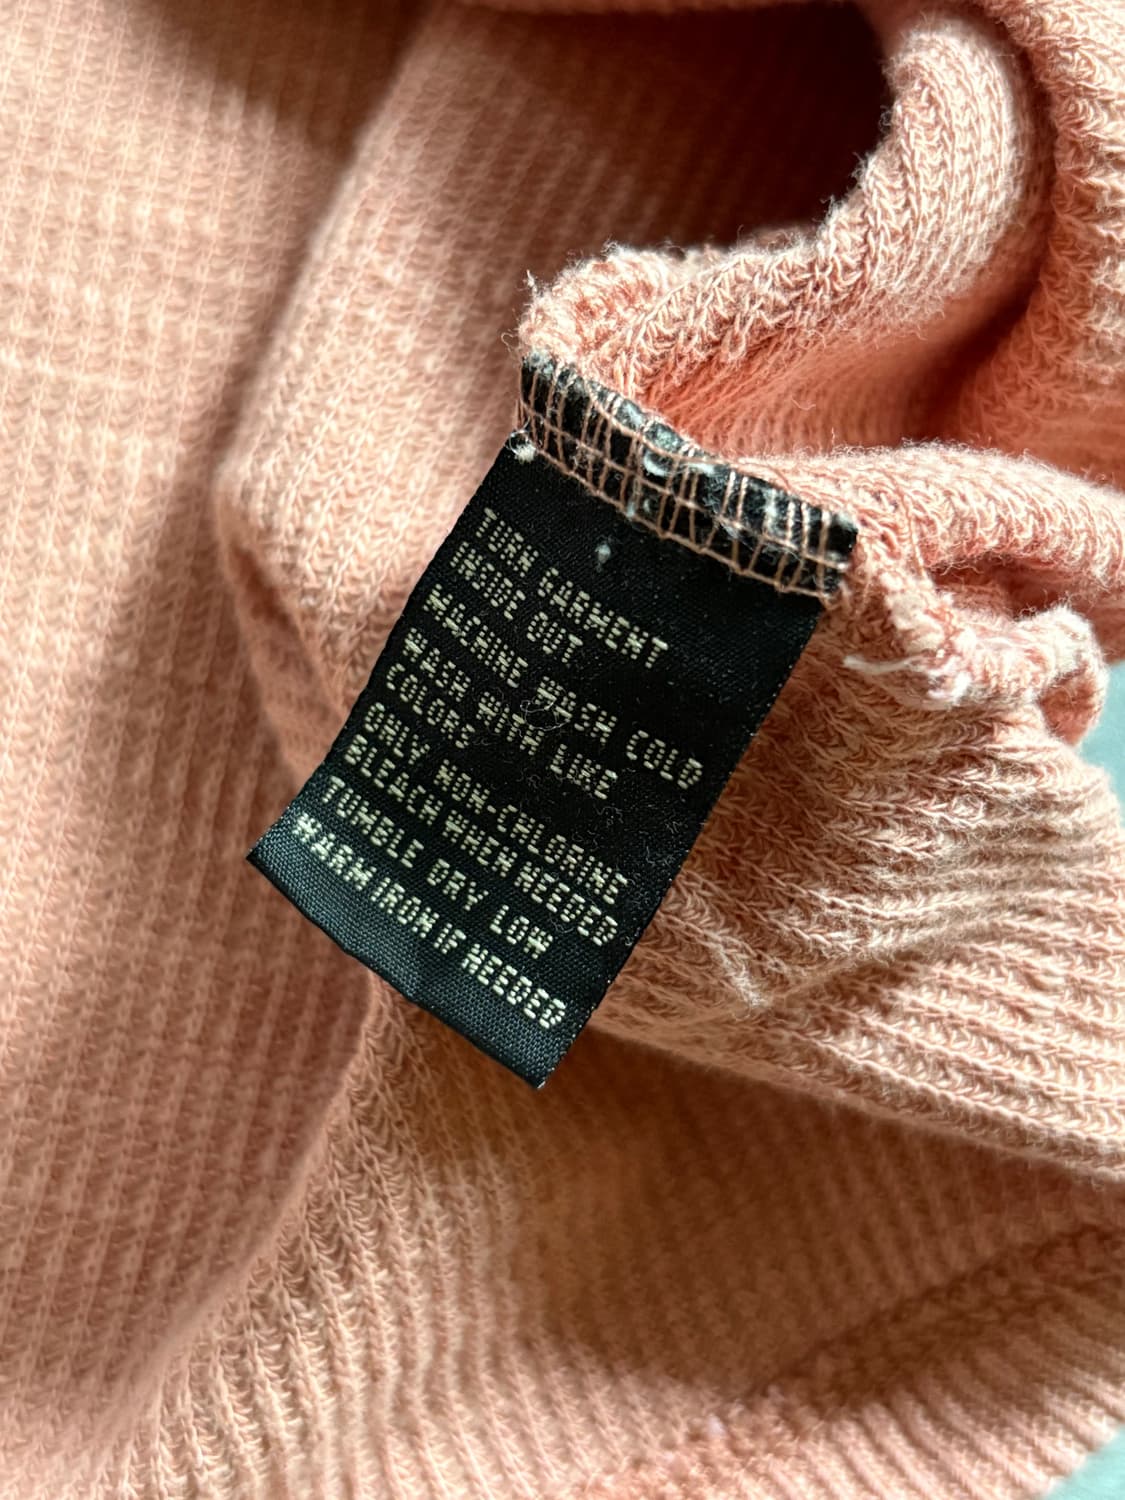 TURN GARMENT
INSIDE OUT
MACHINE WASH COLD
WASH WITH LIKE
COLORS
ONLY NON-CHLORINE
BLEACH WHEN NEEDED
TUMBLE DRY LOW
WARM IRON IF NEEDED